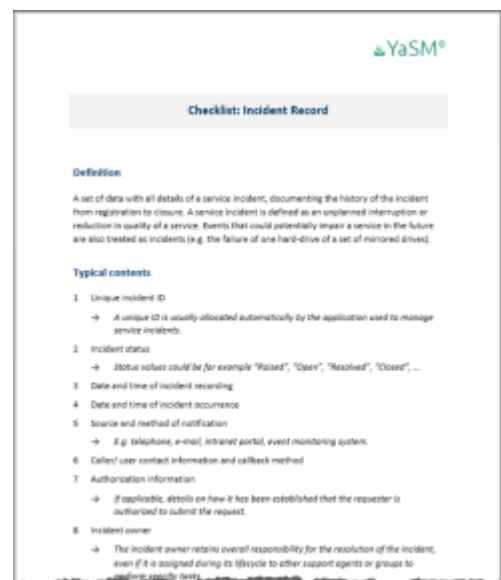 YaSM®
Checklist: Incident Record
Definition
A set of data with all details of a service incident, documenting the history of the incident
from registration to closure. A service incident is defined as an unplanned interruption or
reduction in quality of a service. Events that could potentially impair a service in the future
are also treated as incidents (e.g. the failure of one hard-drive of a set of mirrored drives).
Typical contents
1 Unique incident ID
→ A unique ID is usually allocated automatically by the application used to manage
service incidents.
2 Incident status
→ Status values could be for example "Raised", "Open", "Resolved", "Closed", ...
3 Date and time of incident recording
4 Date and time of incident occurrence
5 Source and method of notification
→ E.g. telephone, e-mail, intranet portal, event monitoring system.
6 Caller/ user contact information and callback method
7 Authorization information
→ If applicable, details on how it has been established that the requester is
authorized to submit the request.
8 Incident owner
→ The incident owner retains overall responsibility for the resolution of the incident,
even if it is assigned during its lifecycle to other support agents or groups to
perform specific tasks.